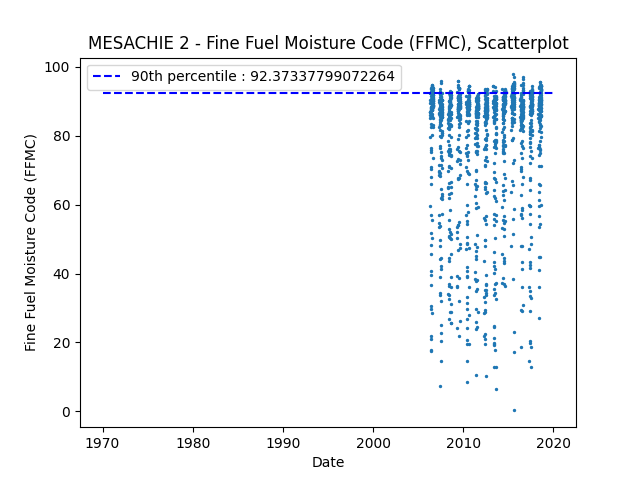 MESACHIE 2 - Fine Fuel Moisture Code (FFMC), Scatterplot
90th percentile : 92.37337799072264
100
80
60
40
20
0
Fine Fuel Moisture Code (FFMC)
1970 1980 1990 2000 2010 2020
Date